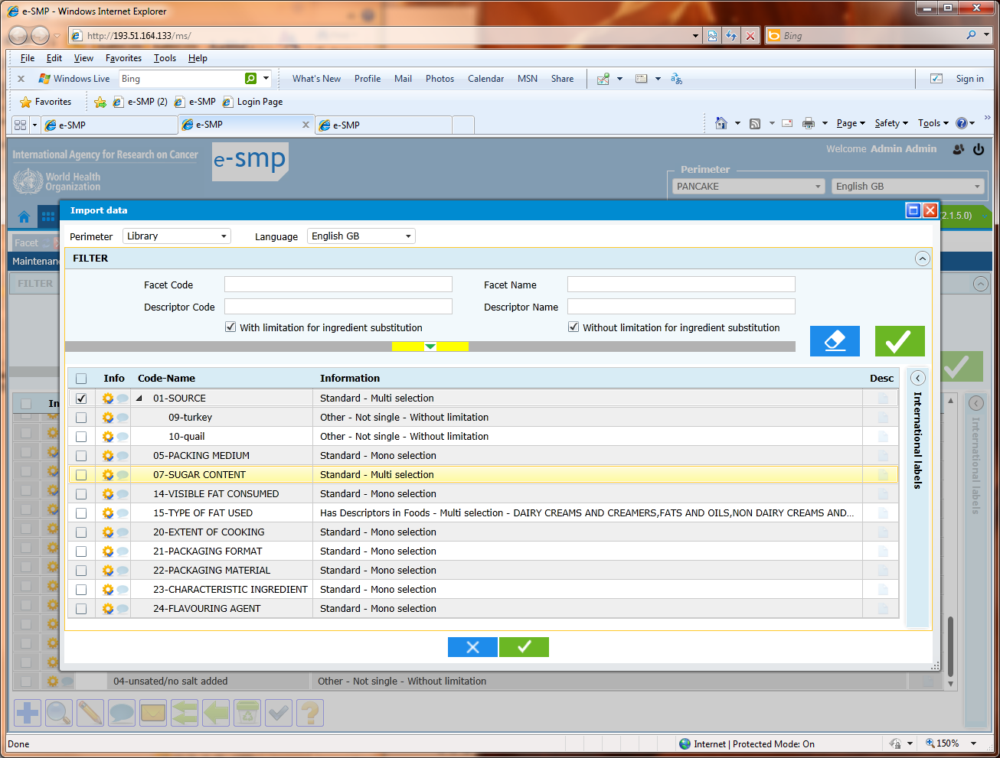 e-SMP - Windows Internet Explorer
http://193.51.164.133/ms/
Bing
File Edit View Favorites Tools Help
Windows Live Bing What's New Profile Mail Photos Calendar MSN Share Sign in
Favorites e-SMP (2) e-SMP Login Page
e-SMP e-SMP e-SMP Page Safety Tools
International Agency for Research on Cancer
World Health
Organization
e-smp
Welcome Admin Admin
Perimeter
PANCAKE English GB
2.1.5.0)
Facet
Maintenan
FILTER
Import data
Perimeter Library Language English GB
FILTER
Facet Code Facet Name
Descriptor Code Descriptor Name
With limitation for ingredient substitution Without limitation for ingredient substitution
Info Code-Name Information Desc
01-SOURCE Standard - Multi selection
09-turkey Other - Not single - Without limitation
10-quail Other - Not single - Without limitation
05-PACKING MEDIUM Standard - Mono selection
07-SUGAR CONTENT Standard - Multi selection
14-VISIBLE FAT CONSUMED Standard - Mono selection
15-TYPE OF FAT USED Has Descriptors in Foods - Multi selection - DAIRY CREAMS AND CREAMERS,FATS AND OILS,NON DAIRY CREAMS AND...
20-EXTENT OF COOKING Standard - Mono selection
21-PACKAGING FORMAT Standard - Mono selection
22-PACKAGING MATERIAL Standard - Mono selection
23-CHARACTERISTIC INGREDIENT Standard - Mono selection
24-FLAVOURING AGENT Standard - Mono selection
International labels
In
International labels
04-unsated/no salt added Other - Not single - Without limitation
Done Internet | Protected Mode: On 150%